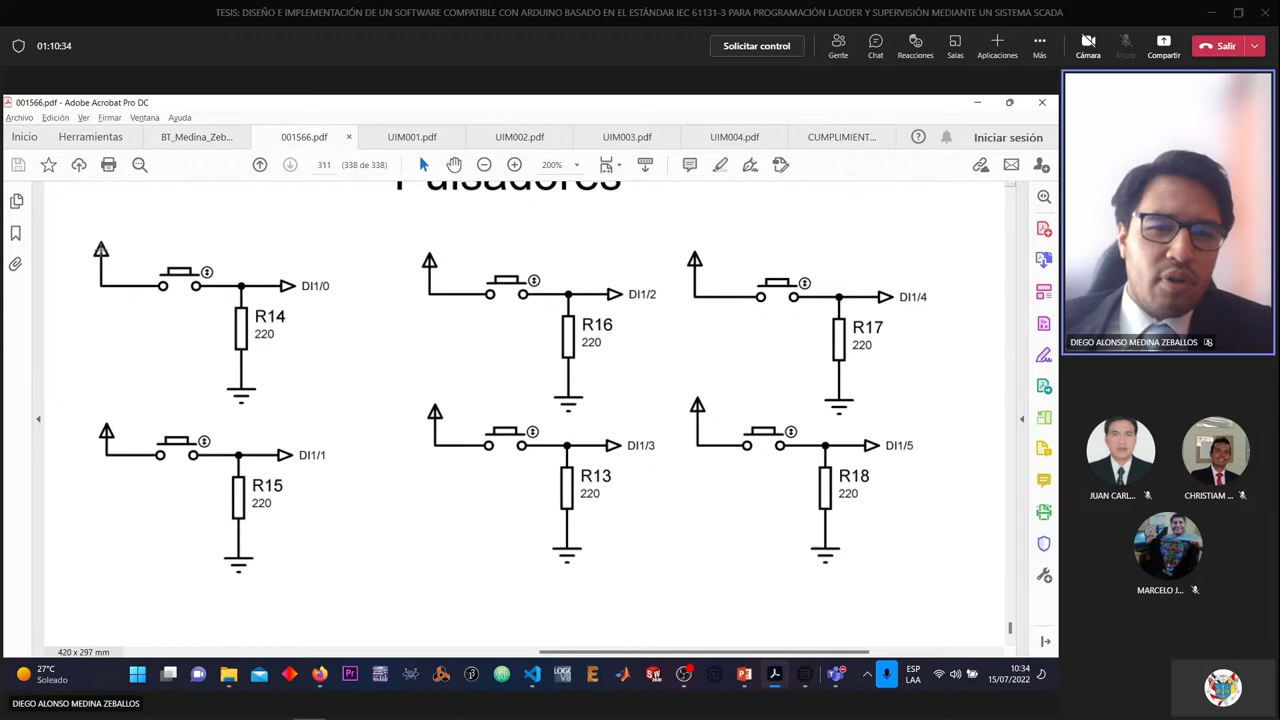 TESIS: DISEÑO E IMPLEMENTACIÓN DE UN SOFTWARE COMPATIBLE CON ARDUINO BASADO EN EL ESTÁNDAR IEC 61131-3 PARA PROGRAMACIÓN LADDER Y SUPERVISIÓN MEDIANTE UN SISTEMA SCADA
01:10:34
Solicitar control
Gente
Chat
Reacciones
Salas
Aplicaciones
Más
Cámara
Micro
Compartir
Salir
001566.pdf - Adobe Acrobat Pro DC
Archivo Edición Ver Firmar Ventana Ayuda
Inicio Herramientas BT_Medina_Zeb... 001566.pdf × UIM001.pdf UIM002.pdf UIM003.pdf UIM004.pdf CUMPLIMIENT... Iniciar sesión
311 (338 de 338) 200%
Pulsadores
DI1/0
R14
220
DI1/2
R16
220
DI1/4
R17
220
DI1/1
R15
220
DI1/3
R13
220
DI1/5
R18
220
420 x 297 mm
DIEGO ALONSO MEDINA ZEBALLOS
JUAN CARL...
CHRISTIAM ...
MARCELO J...
27°C
Soleado
ESP
LAA
10:34
15/07/2022
DIEGO ALONSO MEDINA ZEBALLOS